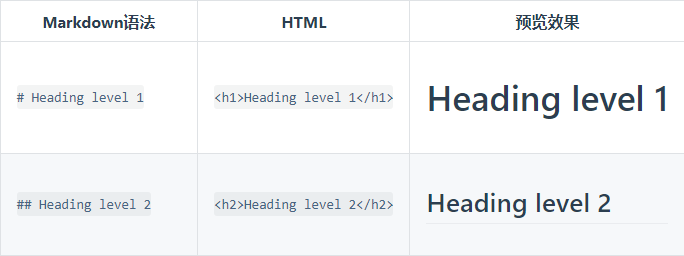 Markdown语法 HTML 预览效果
# Heading level 1 <h1>Heading level 1</h1> Heading level 1
## Heading level 2 <h2>Heading level 2</h2> Heading level 2